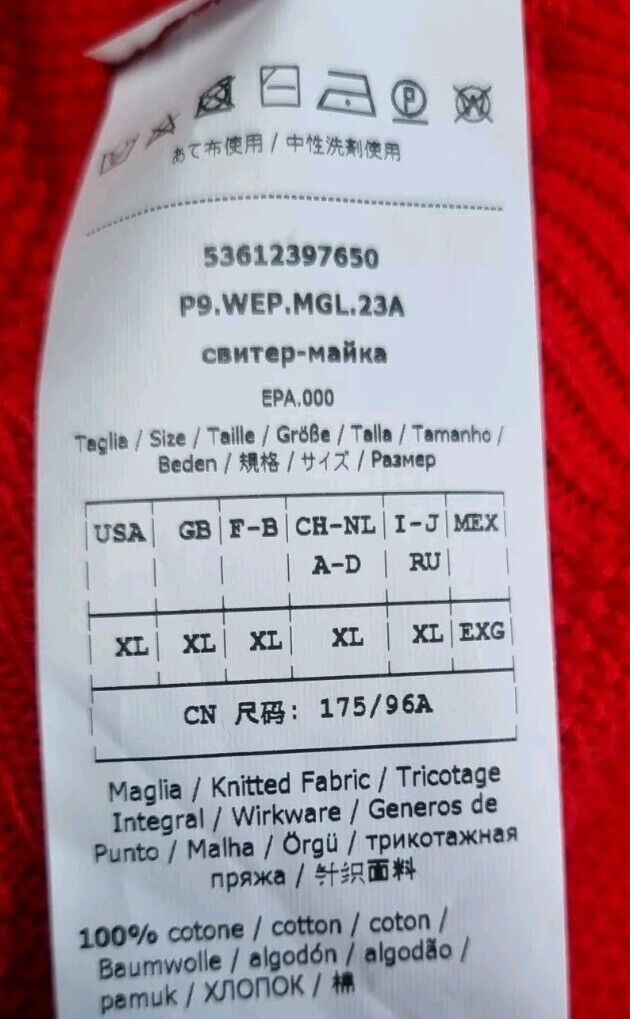 あて布使用 / 中性洗剤使用
53612397650
P9.WEP.MGL.23A
свитер-майка
EPA.000
Taglia / Size / Taille / Größe / Talla / Tamanho /
Beden / 規格 / サイズ / Размер
USA GB F-B CH-NL I-J MEX
A-D RU
XL XL XL XL XL EXG
CN 尺码: 175/96A
Maglia / Knitted Fabric / Tricotage
Integral / Wirkware / Generos de
Punto / Malha / Örgü / трикотажная
пряжа / 针织面料
100% cotone / cotton / coton /
Baumwolle / algodón / algodão /
pamuk / ХЛОПОК / 棉